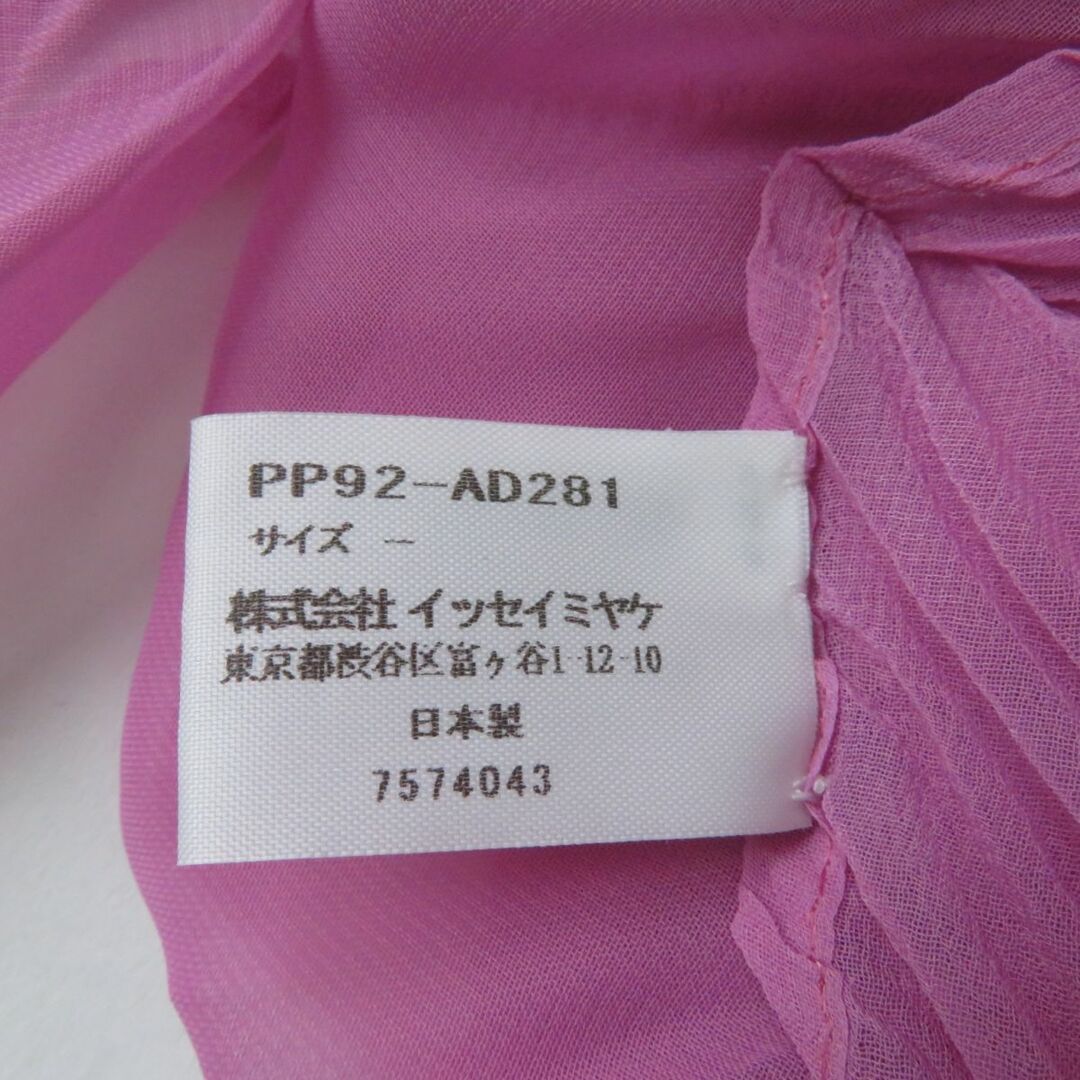 PP92-AD281
サイズ －
株式会社 イッセイミヤケ
東京都渋谷区富ヶ谷1-12-10
日本製
7574043